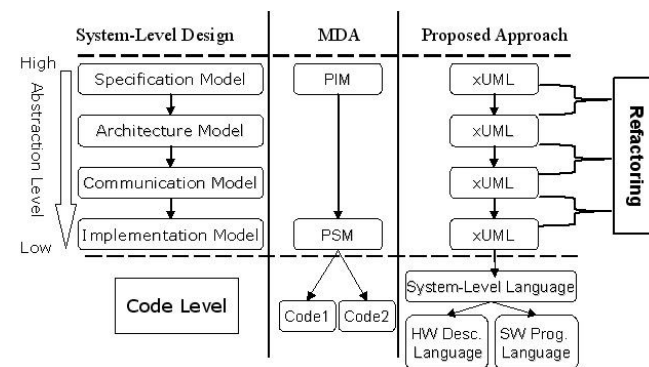 System-Level Design
MDA
Proposed Approach
High
Abstraction Level
Low
Specification Model
Architecture Model
Communication Model
Implementation Model
Code Level
PIM
PSM
Code1
Code2
xUML
xUML
xUML
xUML
Refactoring
System-Level Language
HW Desc.
Language
SW Prog.
Language